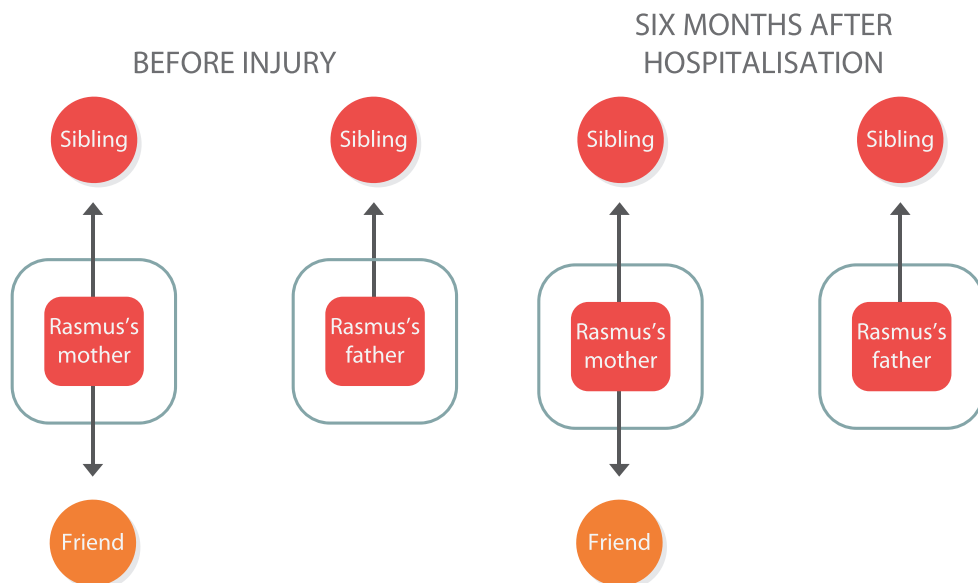 BEFORE INJURY
SIX MONTHS AFTER
HOSPITALISATION
Sibling
Sibling
Sibling
Sibling
Rasmus's
mother
Rasmus's
father
Rasmus's
mother
Rasmus's
father
Friend
Friend